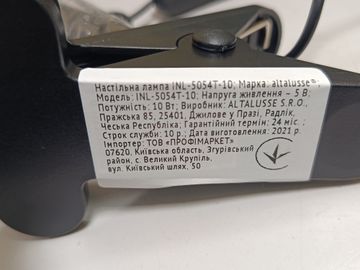 Настільна лампа INL-5054T-10; Марка: altalusse®;
Модель: INL-5054T-10; Напруга живлення – 5 В;
Потужність: 10 Вт; Виробник: ALTALUSSE S.R.O.,
Пражська 85, 25401, Джилове у Празі, Радлік,
Чеська Республіка; Гарантійний термін: 24 міс. ;
Строк служби: 10 р.; Дата виготовлення: 2021 р.
Імпортер: ТОВ «ПРОФІМАРКЕТ»
07620, Київська область, Згурівський
район, с. Великий Крупіль,
вул. Київський шлях, 50